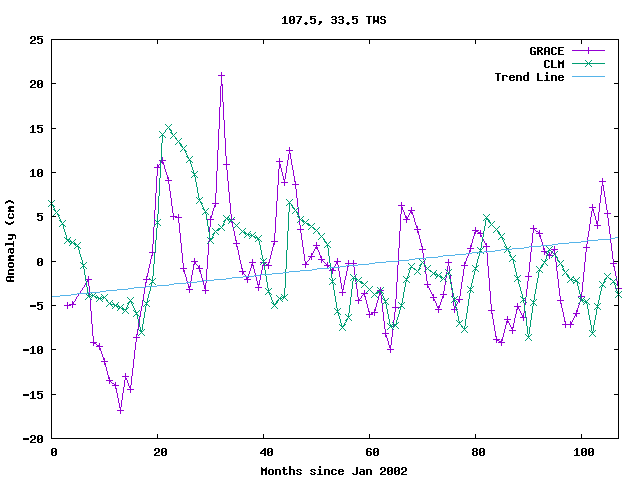 107.5, 33.5 TWS
GRACE
CLM
Trend Line
25
20
15
10
5
0
-5
-10
-15
-20
Anomaly (cm)
0 20 40 60 80 100
Months since Jan 2002